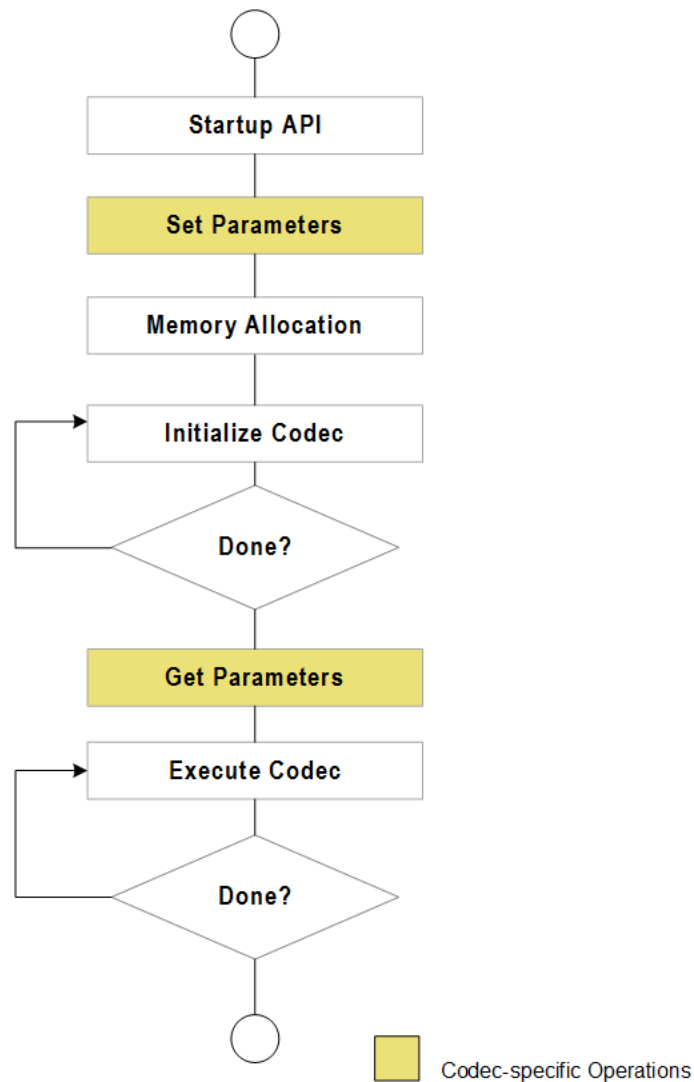 Startup API
Set Parameters
Memory Allocation
Initialize Codec
Done?
Get Parameters
Execute Codec
Done?
Codec-specific Operations